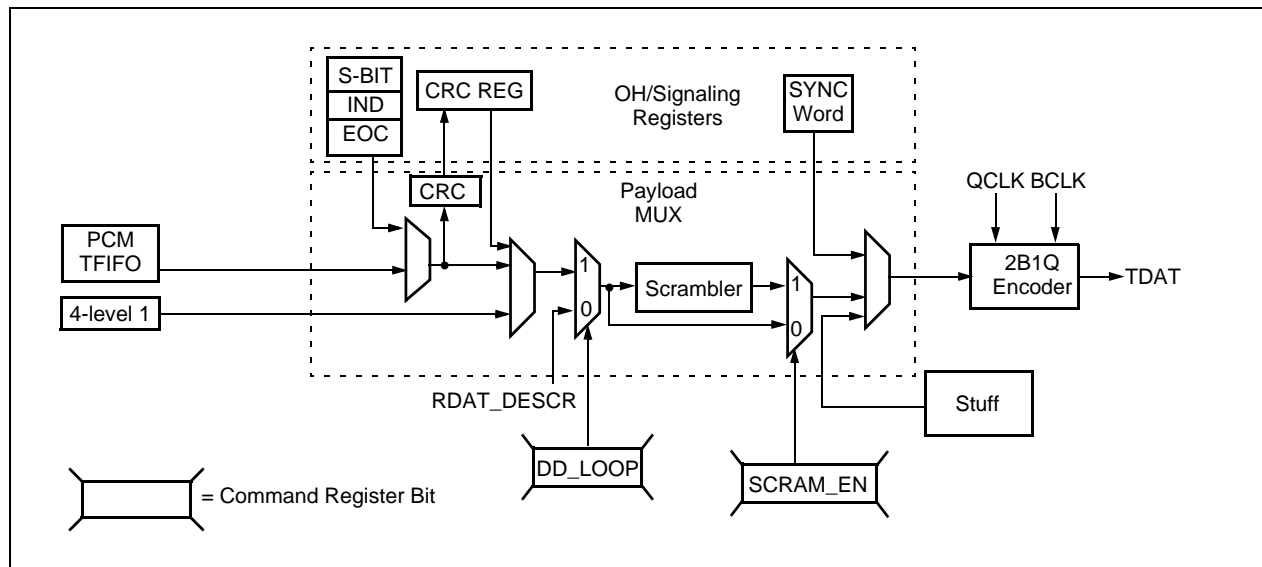 S-BIT
IND
EOC
CRC REG
OH/Signaling
Registers
SYNC
Word
CRC
Payload
MUX
QCLK BCLK
PCM
TFIFO
4-level 1
1
0
Scrambler
1
0
2B1Q
Encoder
TDAT
RDAT_DESCR
Stuff
DD_LOOP
SCRAM_EN
= Command Register Bit